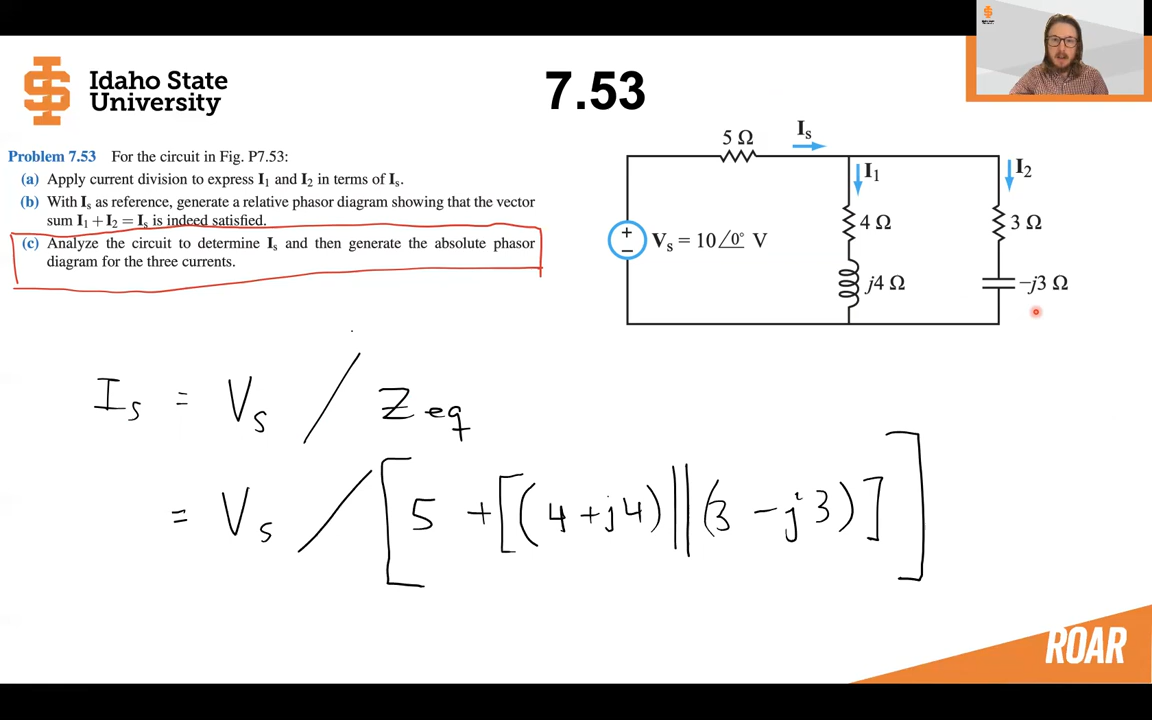 Idaho State
University
7.53
Problem 7.53 For the circuit in Fig. P7.53:
(a) Apply current division to express I₁ and I₂ in terms of Iₛ.
(b) With Iₛ as reference, generate a relative phasor diagram showing that the vector
sum I₁ + I₂ = Iₛ is indeed satisfied.
(c) Analyze the circuit to determine Iₛ and then generate the absolute phasor
diagram for the three currents.
5 Ω
Iₛ
I₁
I₂
4 Ω
3 Ω
+
−
Vₛ = 10∠0° V
j4 Ω
−j3 Ω
Iₛ = Vₛ / Z eq
= Vₛ / [5 + [(4 + j4) || (3 − j3)]]
ROAR